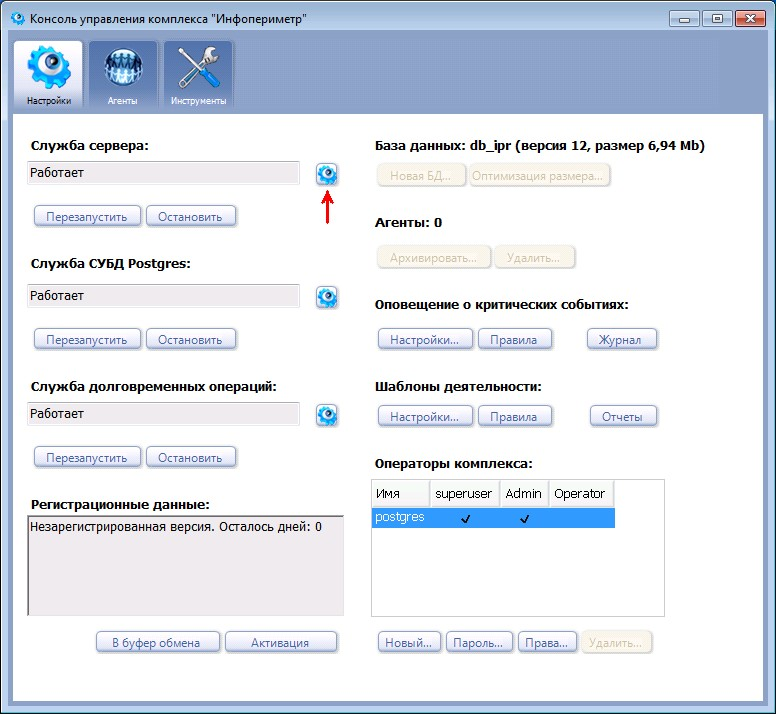 Консоль управления комплекса "Инфопериметр"
Настройки
Агенты
Инструменты
Служба сервера:
Работает
Перезапустить
Остановить
Служба СУБД Postgres:
Работает
Перезапустить
Остановить
Служба долговременных операций:
Работает
Перезапустить
Остановить
Регистрационные данные:
Незарегистрированная версия. Осталось дней: 0
В буфер обмена
Активация
База данных: db_ipr (версия 12, размер 6,94 Mb)
Новая БД...
Оптимизация размера...
Агенты: 0
Архивировать...
Удалить...
Оповещение о критических событиях:
Настройки...
Правила
Журнал
Шаблоны деятельности:
Настройки...
Правила
Отчеты
Операторы комплекса:
Имя superuser Admin Operator
postgres ✓ ✓
Новый...
Пароль...
Права...
Удалить...